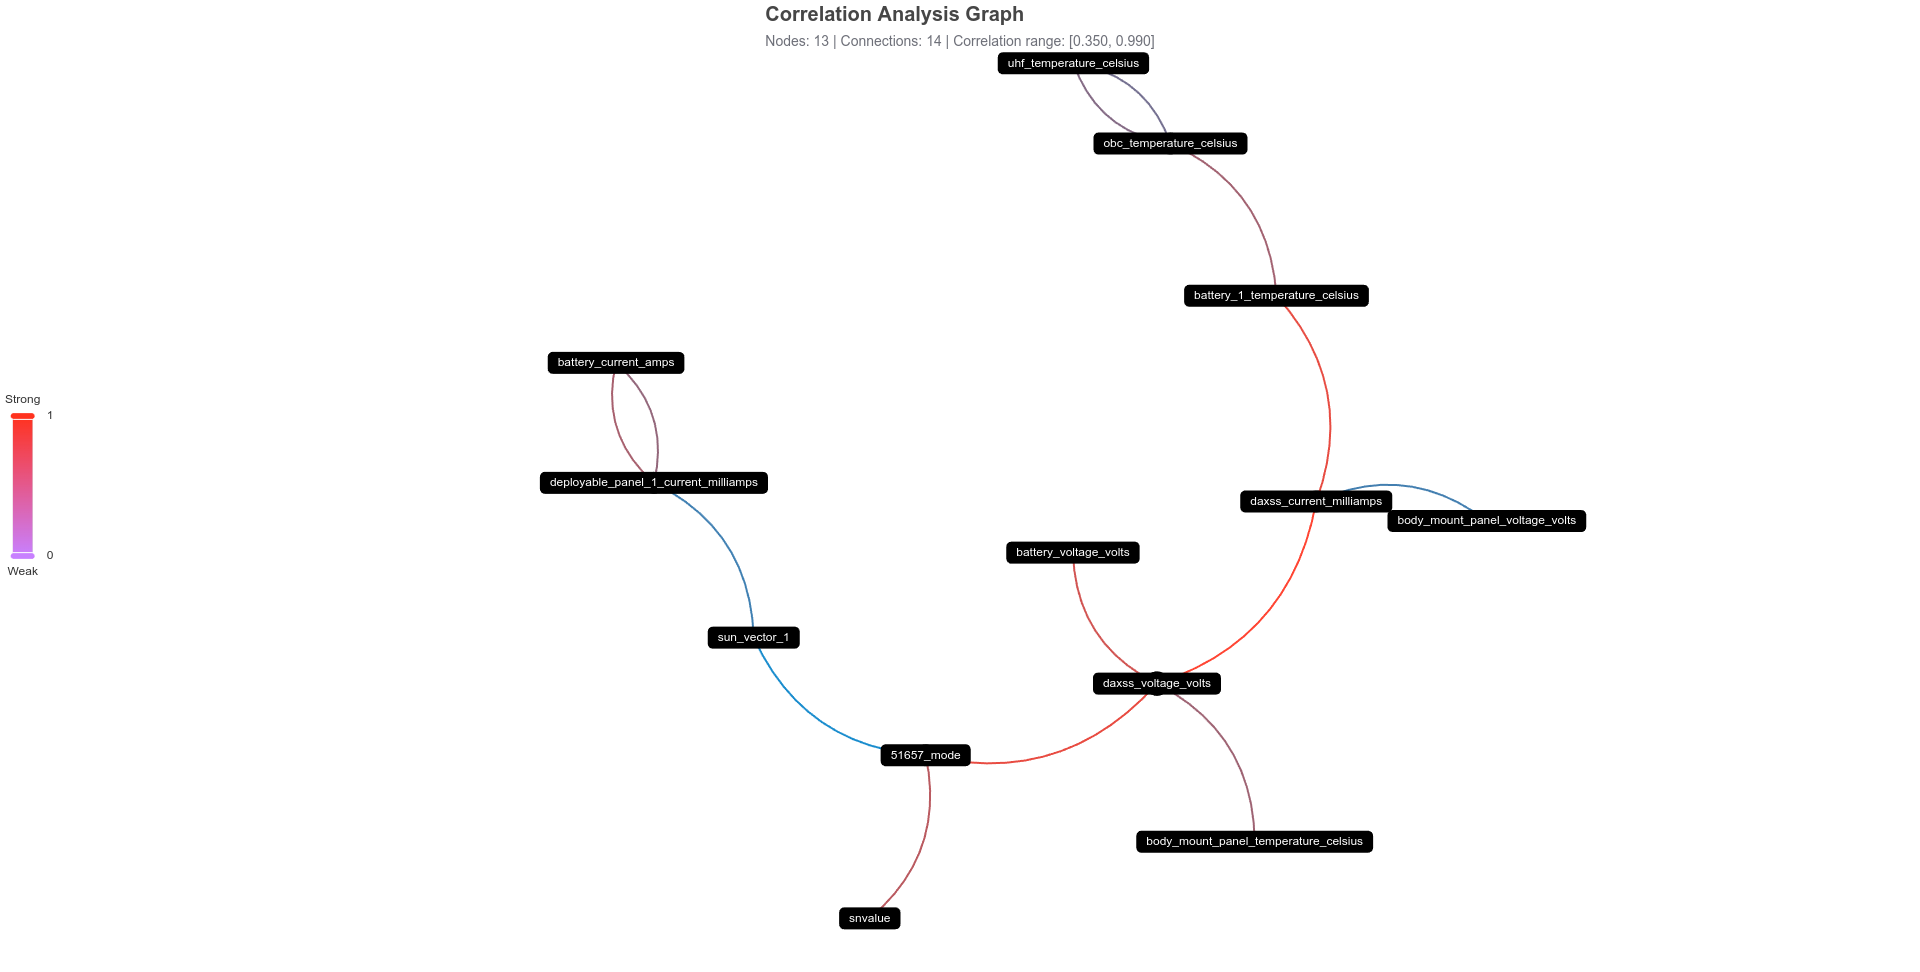 Correlation Analysis Graph
Nodes: 13 | Connections: 14 | Correlation range: [0.350, 0.990]
uhf_temperature_celsius
obc_temperature_celsius
battery_1_temperature_celsius
battery_current_amps
Strong
1
0
Weak
deployable_panel_1_current_milliamps
daxss_current_milliamps
body_mount_panel_voltage_volts
battery_voltage_volts
sun_vector_1
daxss_voltage_volts
51657_mode
body_mount_panel_temperature_celsius
snvalue